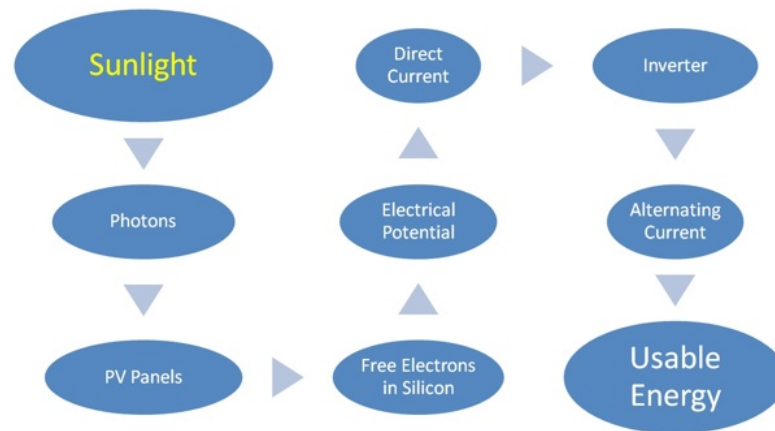 Sunlight
Photons
PV Panels
Free Electrons
in Silicon
Electrical
Potential
Direct
Current
Inverter
Alternating
Current
Usable
Energy